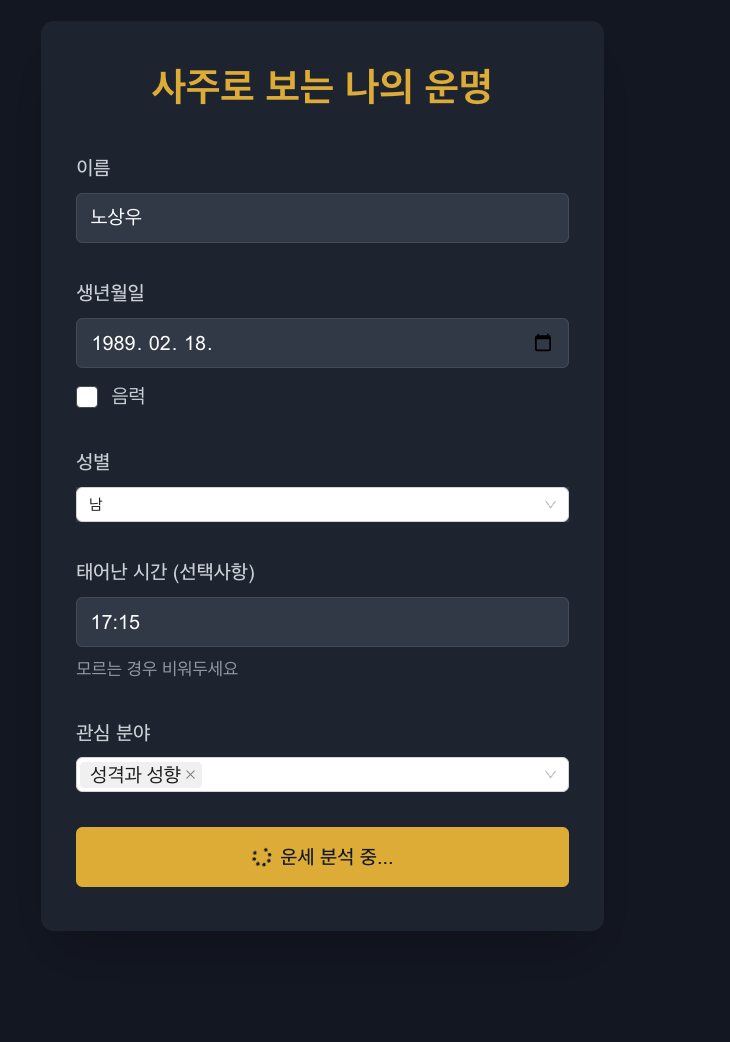 사주로 보는 나의 운명
이름
노상우
생년월일
1989. 02. 18.
음력
성별
남
태어난 시간 (선택사항)
17:15
모르는 경우 비워두세요
관심 분야
성격과 성향
운세 분석 중...